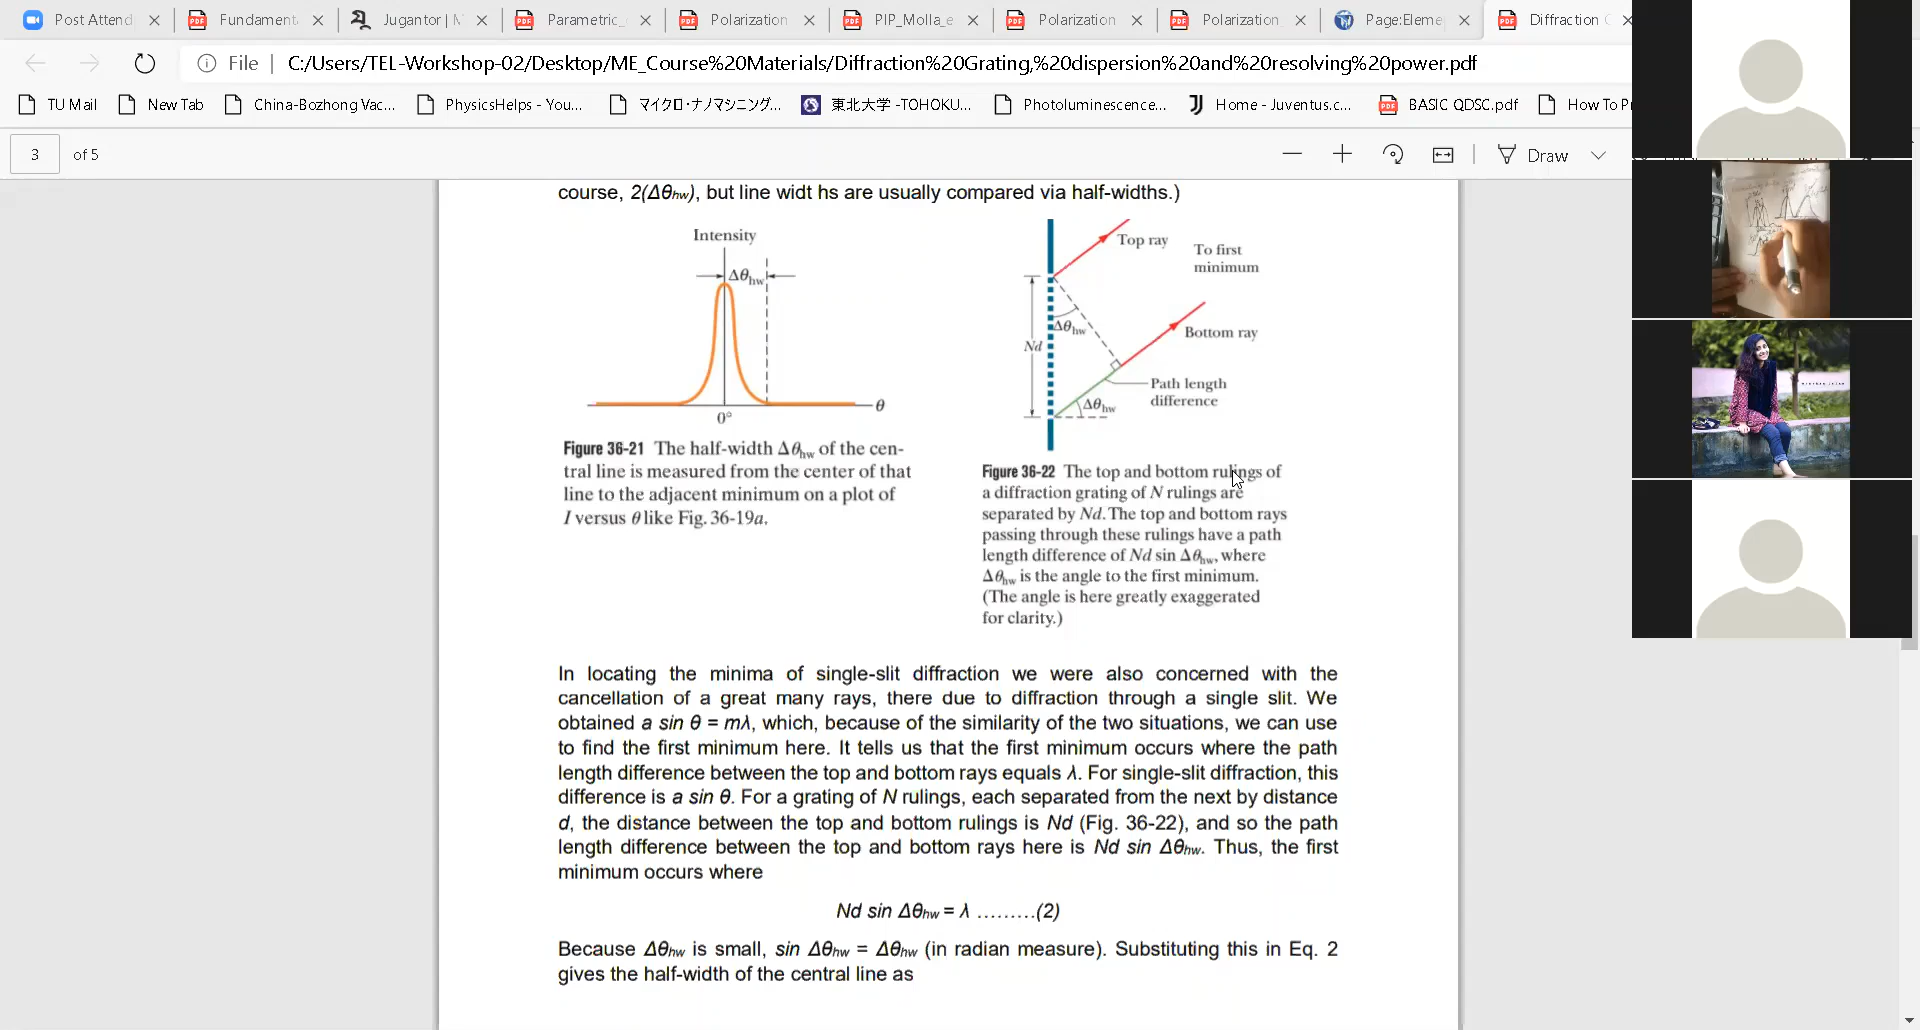 Post Attend
Fundament
Jugantor | M
Parametric_
Polarization
PIP_Molla_e
Polarization
Polarization
Page:Eleme
Diffraction G
File
C:/Users/TEL-Workshop-02/Desktop/ME_Course%20Materials/Diffraction%20Grating,%20dispersion%20and%20resolving%20power.pdf
TU Mail
New Tab
China-Bozhong Vac...
PhysicsHelps - You...
マイクロ・ナノマシニング...
東北大学 -TOHOKU...
Photoluminescence...
Home - Juventus.c...
BASIC QDSC.pdf
How To Pr
3 of 5
Draw
course, 2(Δθhw), but line widt hs are usually compared via half-widths.)
Intensity
Δθhw
0°
θ
Figure 36-21 The half-width Δθhw of the cen-
tral line is measured from the center of that
line to the adjacent minimum on a plot of
I versus θ like Fig. 36-19a.
Top ray
To first
minimum
Δθhw
Bottom ray
Nd
Path length
difference
Δθhw
Figure 36-22 The top and bottom rulings of
a diffraction grating of N rulings are
separated by Nd. The top and bottom rays
passing through these rulings have a path
length difference of Nd sin Δθhw, where
Δθhw is the angle to the first minimum.
(The angle is here greatly exaggerated
for clarity.)
In locating the minima of single-slit diffraction we were also concerned with the
cancellation of a great many rays, there due to diffraction through a single slit. We
obtained a sin θ = mλ, which, because of the similarity of the two situations, we can use
to find the first minimum here. It tells us that the first minimum occurs where the path
length difference between the top and bottom rays equals λ. For single-slit diffraction, this
difference is a sin θ. For a grating of N rulings, each separated from the next by distance
d, the distance between the top and bottom rulings is Nd (Fig. 36-22), and so the path
length difference between the top and bottom rays here is Nd sin Δθhw. Thus, the first
minimum occurs where
Nd sin Δθhw = λ ………(2)
Because Δθhw is small, sin Δθhw = Δθhw (in radian measure). Substituting this in Eq. 2
gives the half-width of the central line as